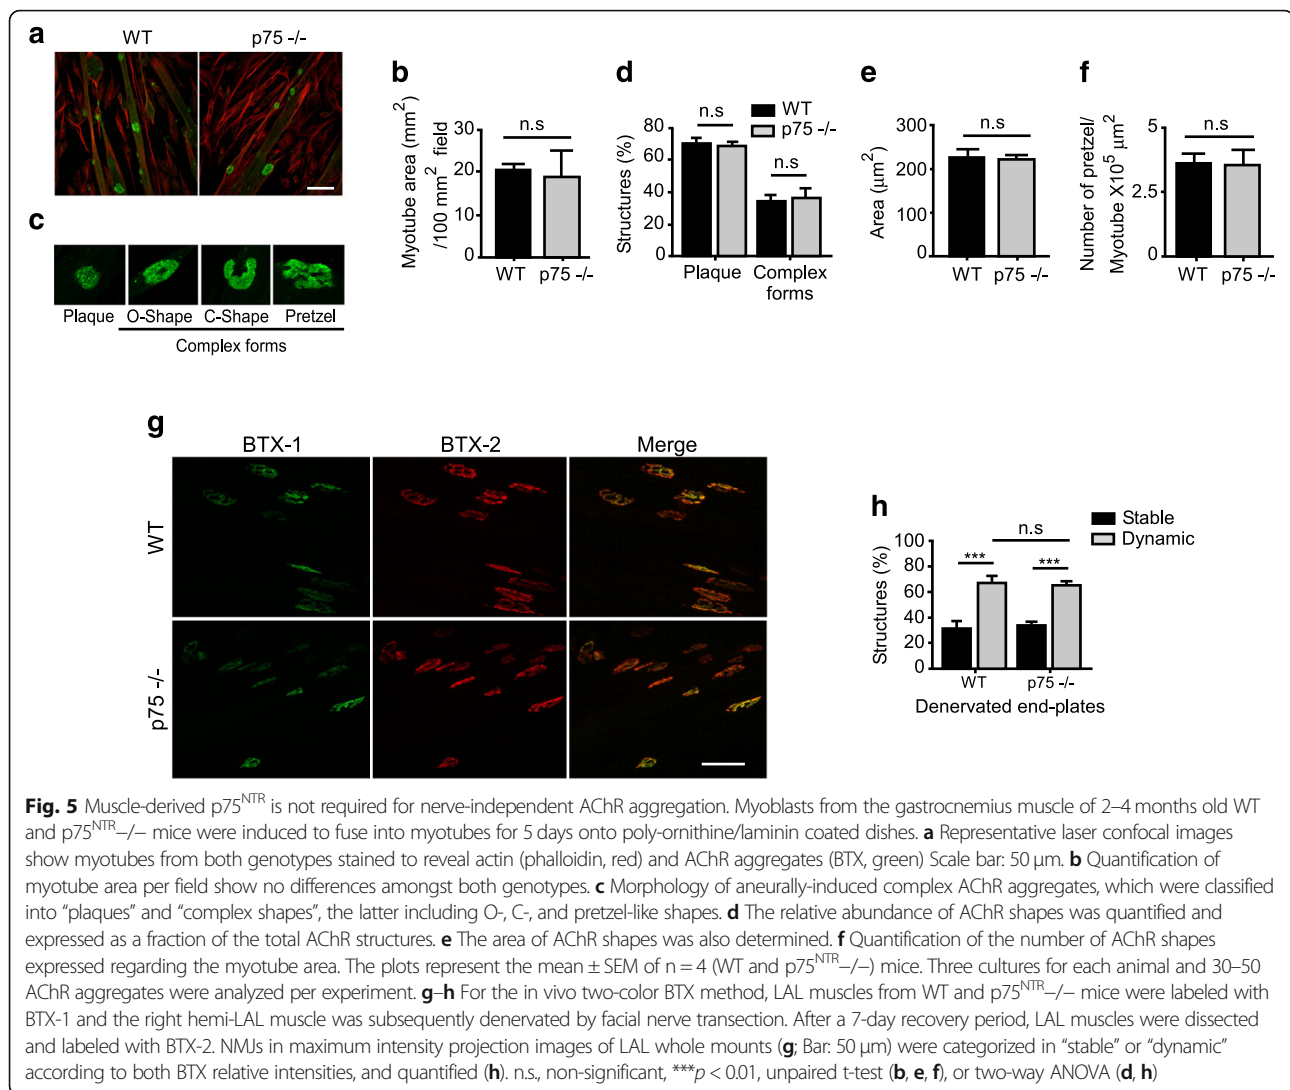 a
WT
p75 -/-
b
Myotube area (mm2)
/100 mm2 field
30
20
10
0
n.s
WT
p75 -/-
c
Plaque
O-Shape
C-Shape
Pretzel
Complex forms
d
Structures (%)
80
60
40
20
0
n.s
n.s
WT
p75 -/-
Plaque
Complex
forms
e
Area (µm2)
300
200
100
0
n.s
WT
p75 -/-
f
Number of pretzel/
Myotube X10^5 µm2
5
2.5
0
n.s
WT
p75 -/-
g
BTX-1
BTX-2
Merge
WT
p75 -/-
h
Stable
Dynamic
Structures (%)
100
80
60
40
20
0
***
n.s
***
WT
p75 -/-
Denervated end-plates
Fig. 5 Muscle-derived p75NTR is not required for nerve-independent AChR aggregation. Myoblasts from the gastrocnemius muscle of 2–4 months old WT
and p75NTR−/− mice were induced to fuse into myotubes for 5 days onto poly-ornithine/laminin coated dishes. a Representative laser confocal images
show myotubes from both genotypes stained to reveal actin (phalloidin, red) and AChR aggregates (BTX, green) Scale bar: 50 μm. b Quantification of
myotube area per field show no differences amongst both genotypes. c Morphology of aneurally-induced complex AChR aggregates, which were classified
into “plaques” and “complex shapes”, the latter including O-, C-, and pretzel-like shapes. d The relative abundance of AChR shapes was quantified and
expressed as a fraction of the total AChR structures. e The area of AChR shapes was also determined. f Quantification of the number of AChR shapes
expressed regarding the myotube area. The plots represent the mean ± SEM of n = 4 (WT and p75NTR−/−) mice. Three cultures for each animal and 30–50
AChR aggregates were analyzed per experiment. g–h For the in vivo two-color BTX method, LAL muscles from WT and p75NTR−/− mice were labeled with
BTX-1 and the right hemi-LAL muscle was subsequently denervated by facial nerve transection. After a 7-day recovery period, LAL muscles were dissected
and labeled with BTX-2. NMJs in maximum intensity projection images of LAL whole mounts (g; Bar: 50 μm) were categorized in “stable” or “dynamic”
according to both BTX relative intensities, and quantified (h). n.s., non-significant, ***p < 0.01, unpaired t-test (b, e, f), or two-way ANOVA (d, h)